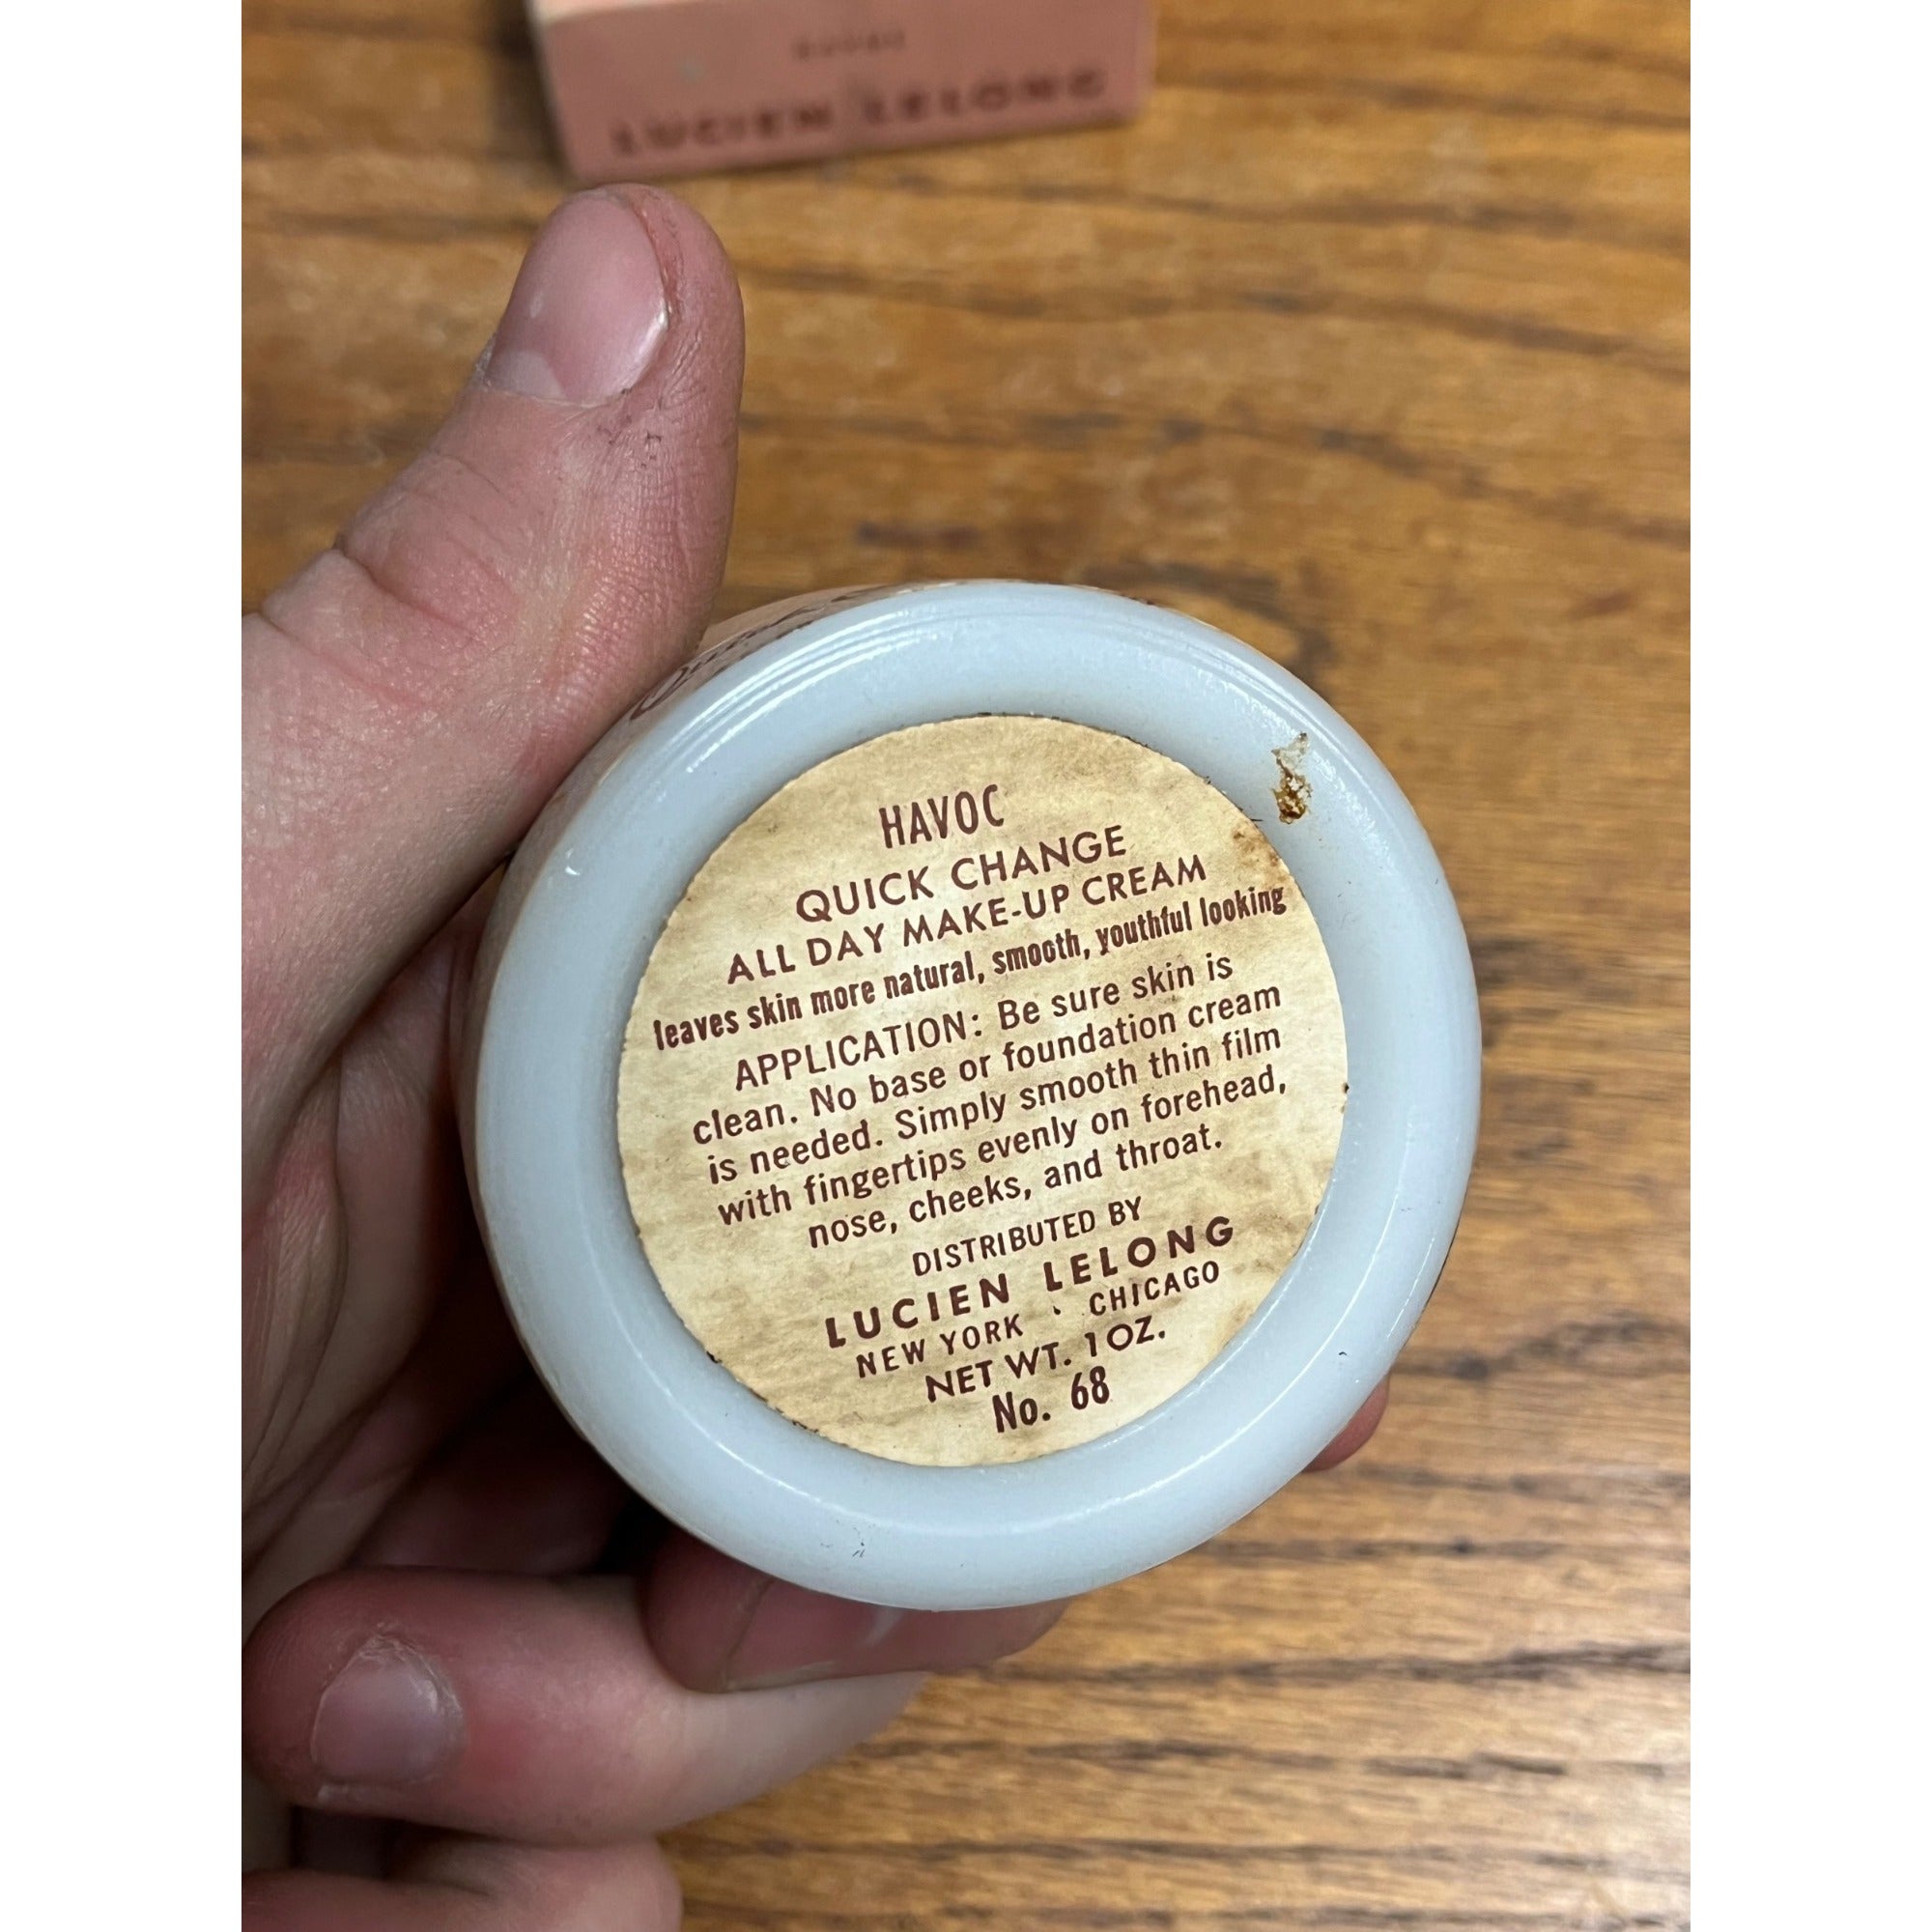 LUCIEN LELONG
HAVOC
QUICK CHANGE
ALL DAY MAKE-UP CREAM
leaves skin more natural, smooth, youthful looking
APPLICATION: Be sure skin is
clean. No base or foundation cream
is needed. Simply smooth thin film
with fingertips evenly on forehead,
nose, cheeks, and throat.
DISTRIBUTED BY
LUCIEN LELONG
NEW YORK · CHICAGO
NET WT. 1 OZ.
No. 68